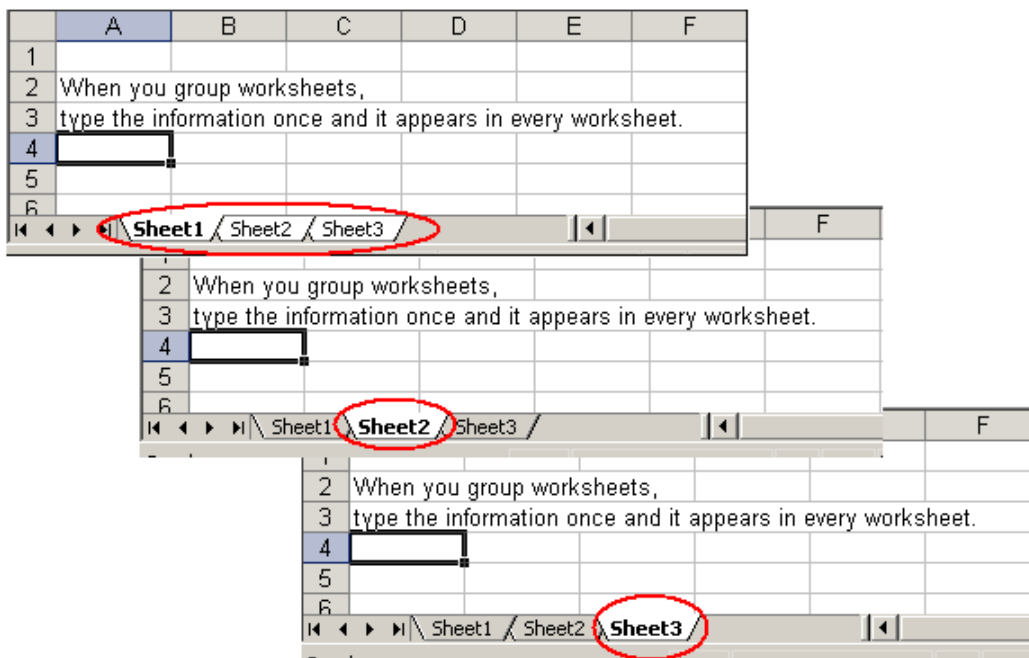 A B C D E F
1
2 When you group worksheets,
3 type the information once and it appears in every worksheet.
4
5
6
Sheet1 Sheet2 Sheet3
F
2 When you group worksheets,
3 type the information once and it appears in every worksheet.
4
5
6
Sheet1 Sheet2 Sheet3
F
2 When you group worksheets,
3 type the information once and it appears in every worksheet.
4
5
6
Sheet1 Sheet2 Sheet3